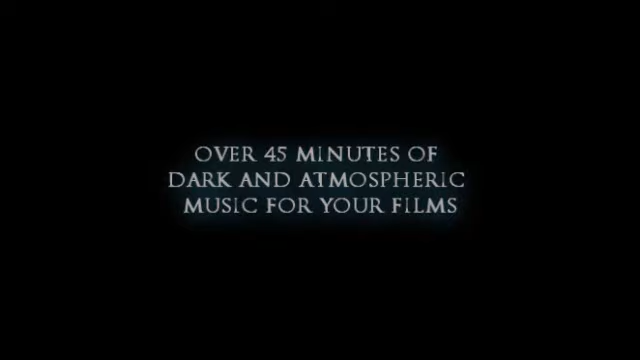 OVER 45 MINUTES OF
DARK AND ATMOSPHERIC
MUSIC FOR YOUR FILMS